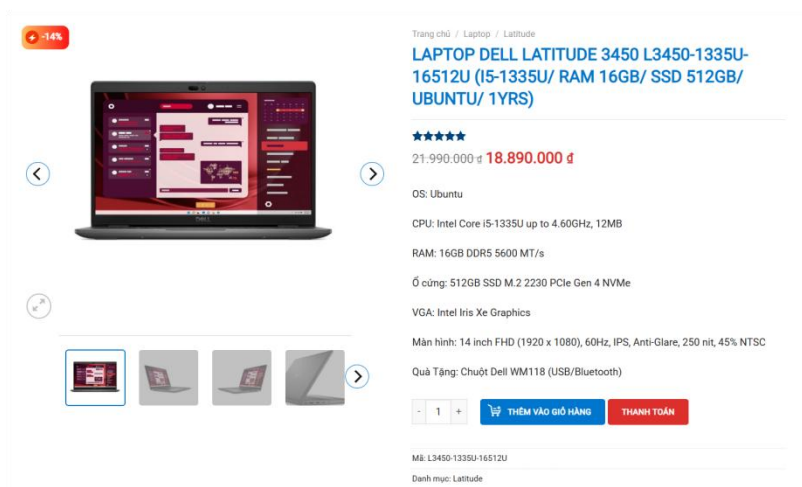 -14%
Trang chủ / Laptop / Latitude
LAPTOP DELL LATITUDE 3450 L3450-1335U-
16512U (I5-1335U/ RAM 16GB/ SSD 512GB/
UBUNTU/ 1YRS)
21.990.000 ₫ 18.890.000 ₫
OS: Ubuntu
CPU: Intel Core i5-1335U up to 4.60GHz, 12MB
RAM: 16GB DDR5 5600 MT/s
Ổ cứng: 512GB SSD M.2 2230 PCIe Gen 4 NVMe
VGA: Intel Iris Xe Graphics
Màn hình: 14 inch FHD (1920 x 1080), 60Hz, IPS, Anti-Glare, 250 nit, 45% NTSC
Quà Tặng: Chuột Dell WM118 (USB/Bluetooth)
- 1 + THÊM VÀO GIỎ HÀNG THANH TOÁN
Mã: L3450-1335U-16512U
Danh mục: Latitude